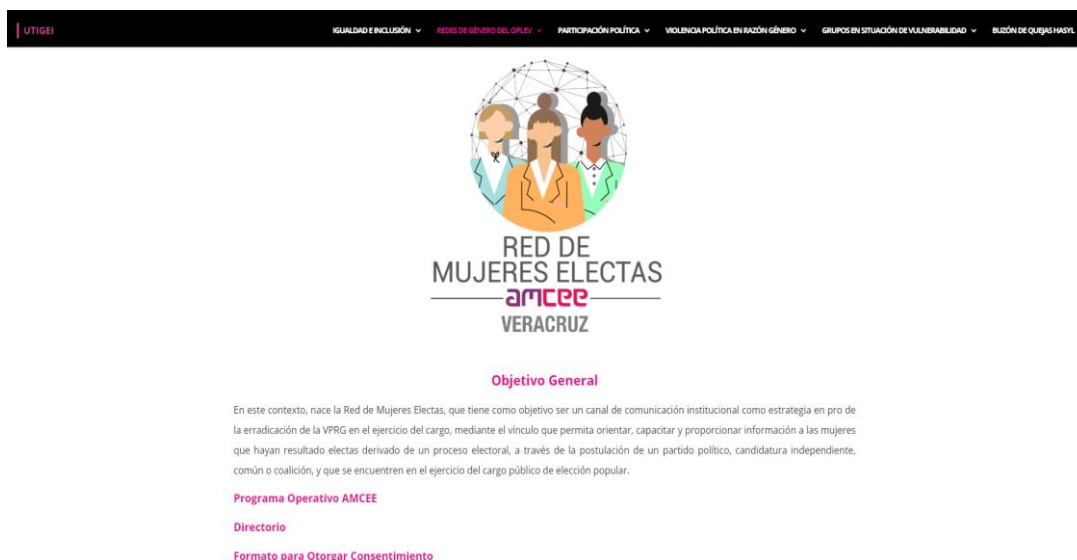 UTIGEI
IGUALDAD E INCLUSIÓN
REDES DE GÉNERO DEL OPLEV
PARTICIPACIÓN POLÍTICA
VIOLENCIA POLÍTICA EN RAZÓN GÉNERO
GRUPOS EN SITUACIÓN DE VULNERABILIDAD
BUZÓN DE QUEJAS HASYL
RED DE
MUJERES ELECTAS
amcee
VERACRUZ
Objetivo General
En este contexto, nace la Red de Mujeres Electas, que tiene como objetivo ser un canal de comunicación institucional como estrategia en pro de
la erradicación de la VPRG en el ejercicio del cargo, mediante el vínculo que permita orientar, capacitar y proporcionar información a las mujeres
que hayan resultado electas derivado de un proceso electoral, a través de la postulación de un partido político, candidatura independiente,
común o coalición, y que se encuentren en el ejercicio del cargo público de elección popular.
Programa Operativo AMCEE
Directorio
Formato para Otorgar Consentimiento